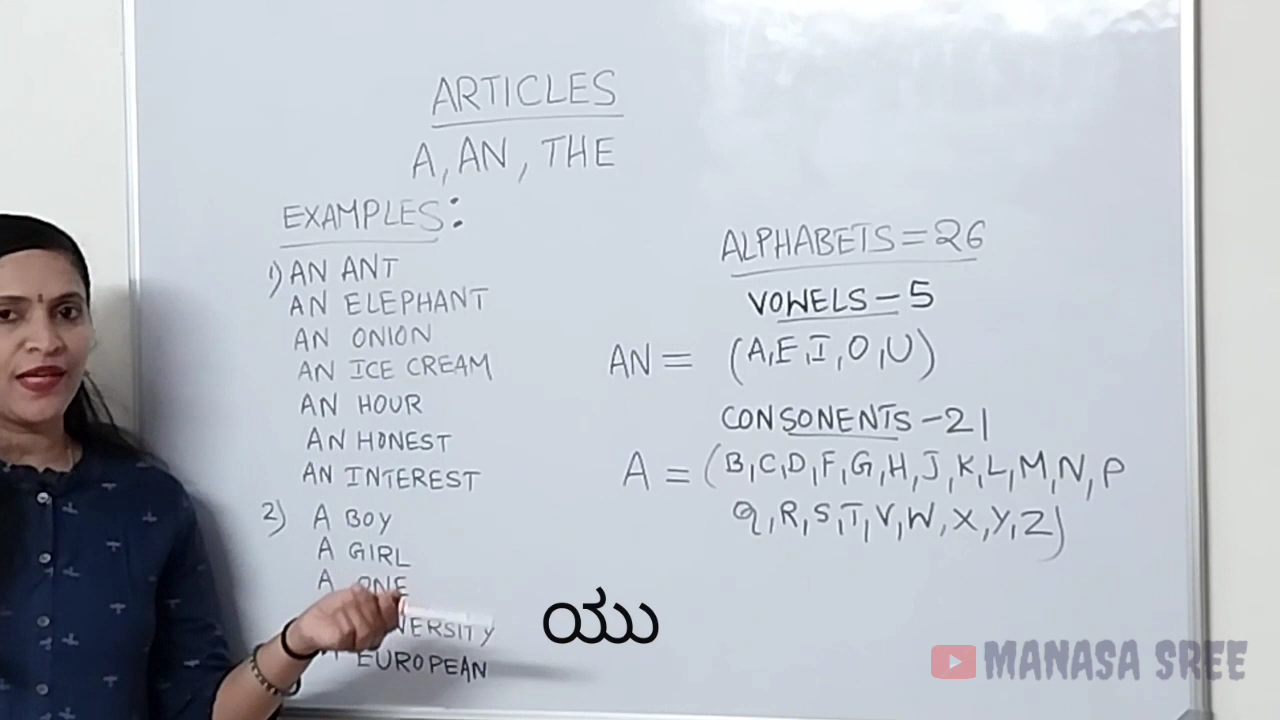 ARTICLES
A, AN, THE
EXAMPLES:
1) AN ANT
AN ELEPHANT
AN ONION
AN ICE CREAM
AN HOUR
AN HONEST
AN INTEREST
2) A BOY
A GIRL
A ONE
EUROPEAN
ALPHABETS = 26
VOWELS - 5
AN = (A, E, I, O, U)
CONSONENTS - 21
A = (B, C, D, F, G, H, J, K, L, M, N, P
Q, R, S, T, V, W, X, Y, Z)
ಯು
MANASA SREE